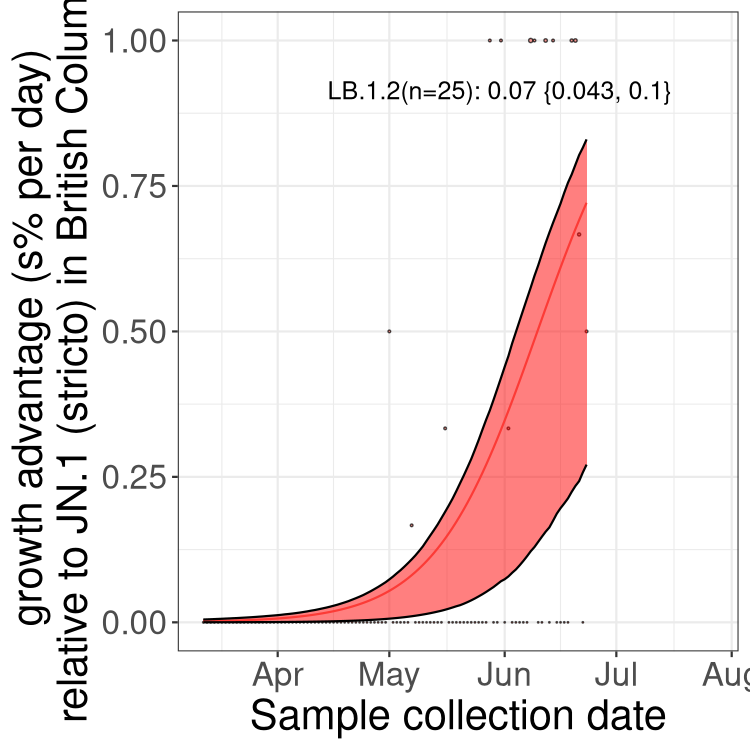 growth advantage (s% per day)
relative to JN.1 (stricto) in British Colum
1.00
0.75
0.50
0.25
0.00
LB.1.2(n=25): 0.07 {0.043, 0.1}
Apr May Jun Jul Aug
Sample collection date